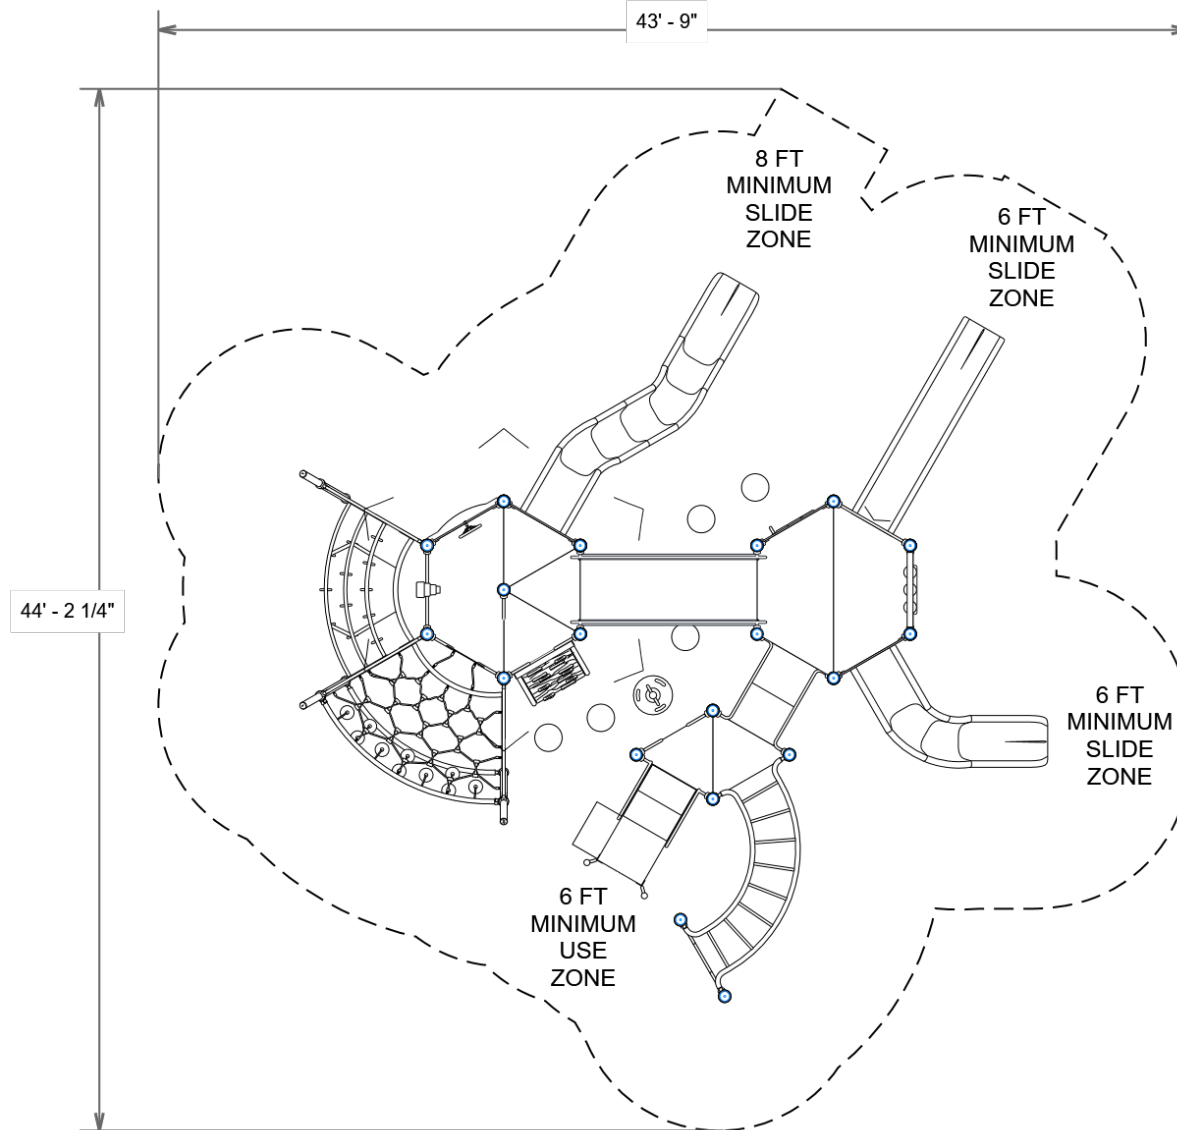 43' - 9"
8 FT
MINIMUM
SLIDE
ZONE
6 FT
MINIMUM
SLIDE
ZONE
44' - 2 1/4"
6 FT
MINIMUM
SLIDE
ZONE
6 FT
MINIMUM
USE
ZONE